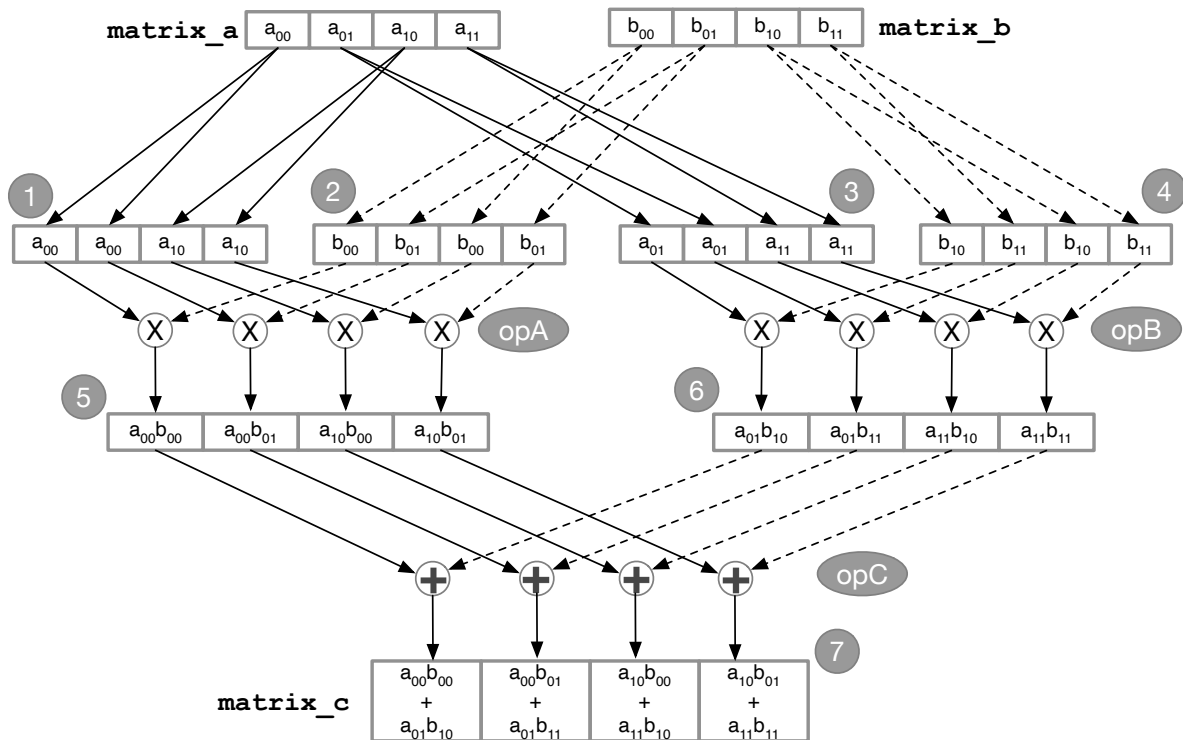 matrix_a a₀₀ a₀₁ a₁₀ a₁₁ b₀₀ b₀₁ b₁₀ b₁₁ matrix_b
1 2 3 4
a₀₀ a₀₀ a₁₀ a₁₀ b₀₀ b₀₁ b₀₀ b₀₁ a₀₁ a₀₁ a₁₁ a₁₁ b₁₀ b₁₁ b₁₀ b₁₁
X X X X opA X X X X opB
5 6
a₀₀b₀₀ a₀₀b₀₁ a₁₀b₀₀ a₁₀b₀₁ a₀₁b₁₀ a₀₁b₁₁ a₁₁b₁₀ a₁₁b₁₁
+ + + + opC
7
a₀₀b₀₀ a₀₀b₀₁ a₁₀b₀₀ a₁₀b₀₁
matrix_c + + + +
a₀₁b₁₀ a₀₁b₁₁ a₁₁b₁₀ a₁₁b₁₁